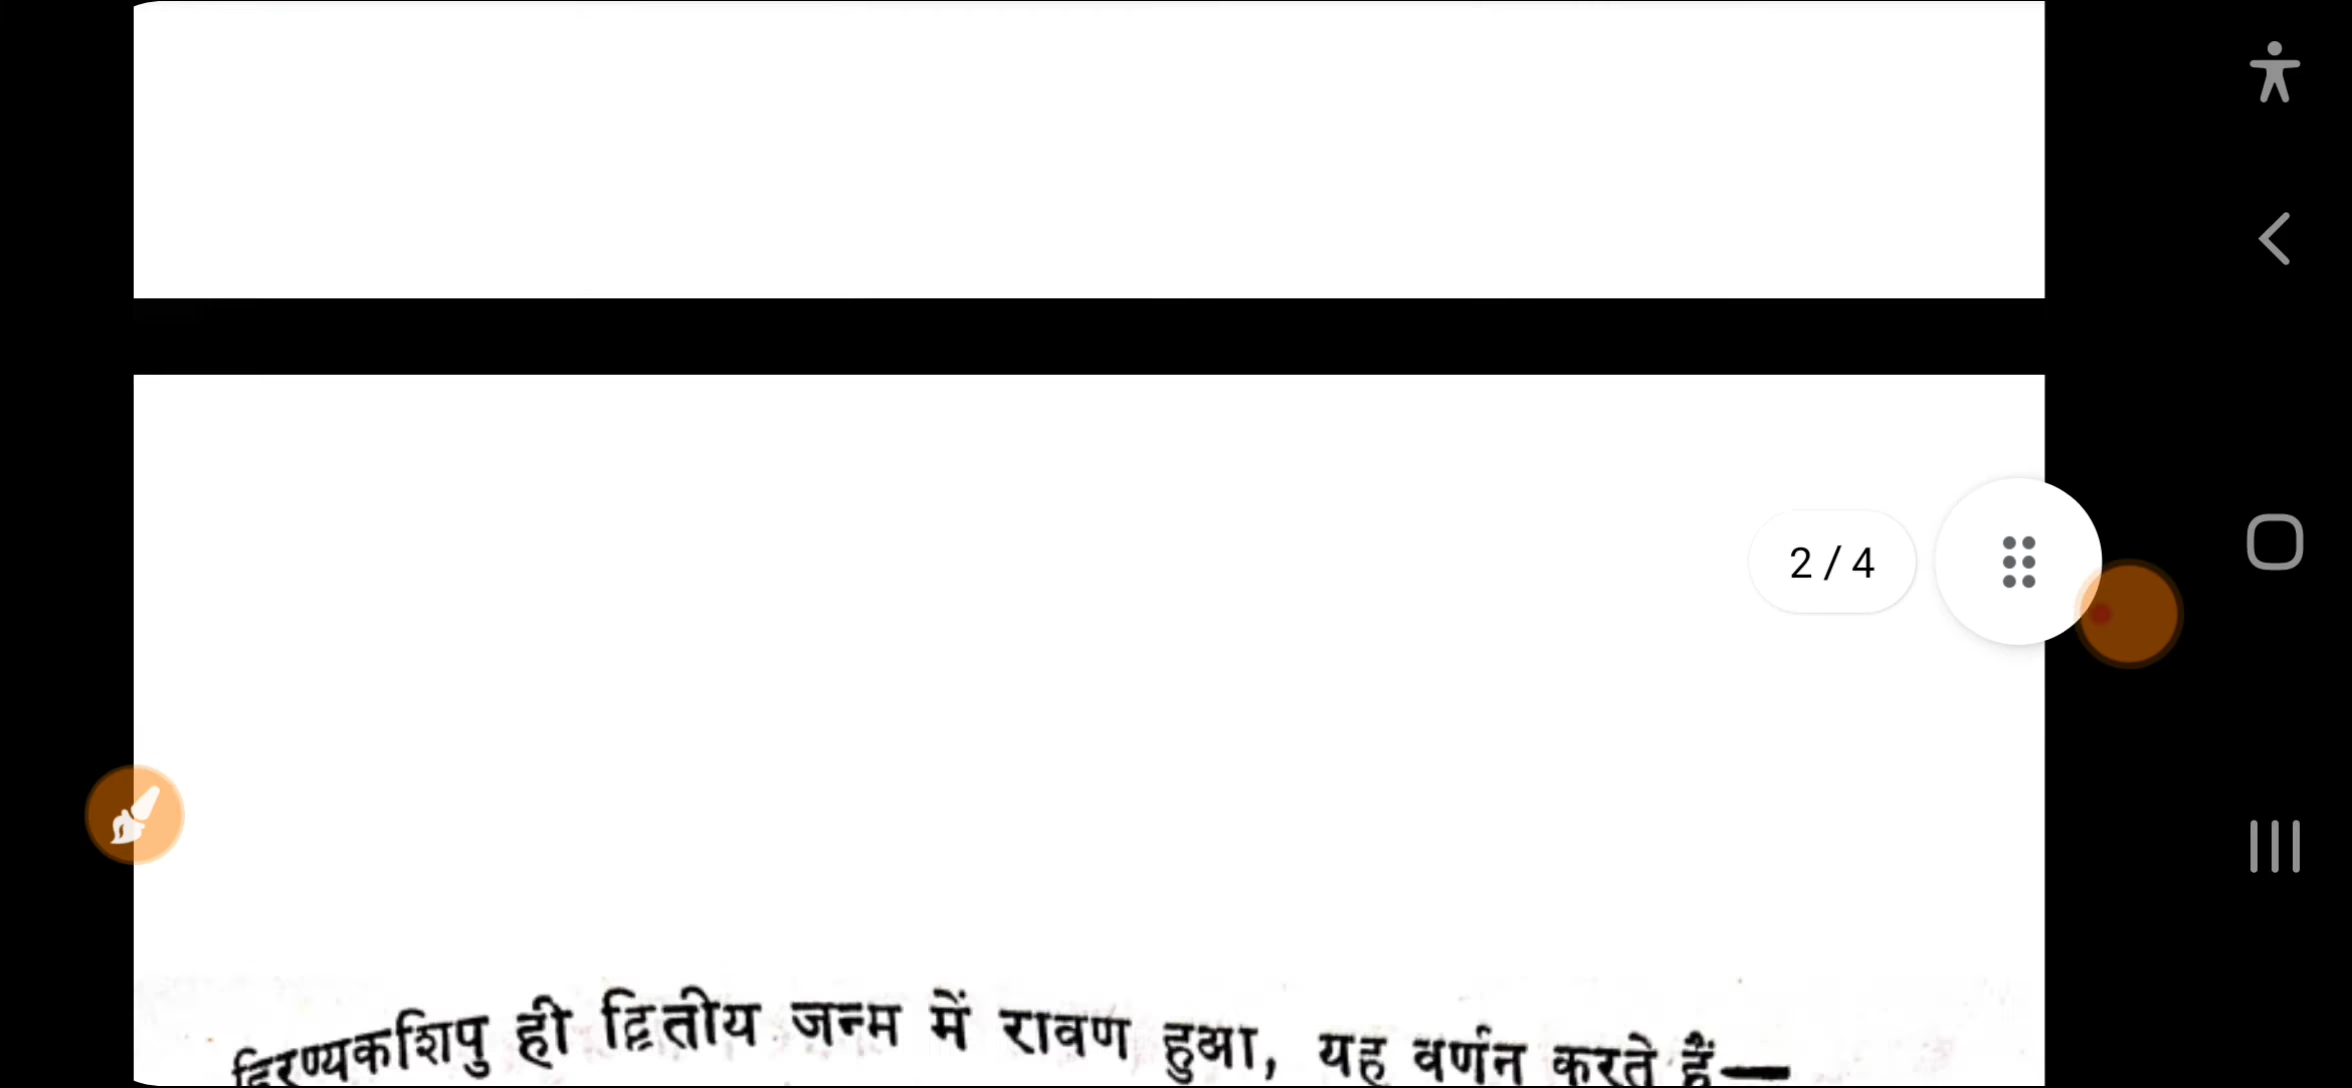 2 / 4
हिरण्यकशिपु ही द्वितीय जन्म में रावण हुआ, यह वर्णन करते हैं—